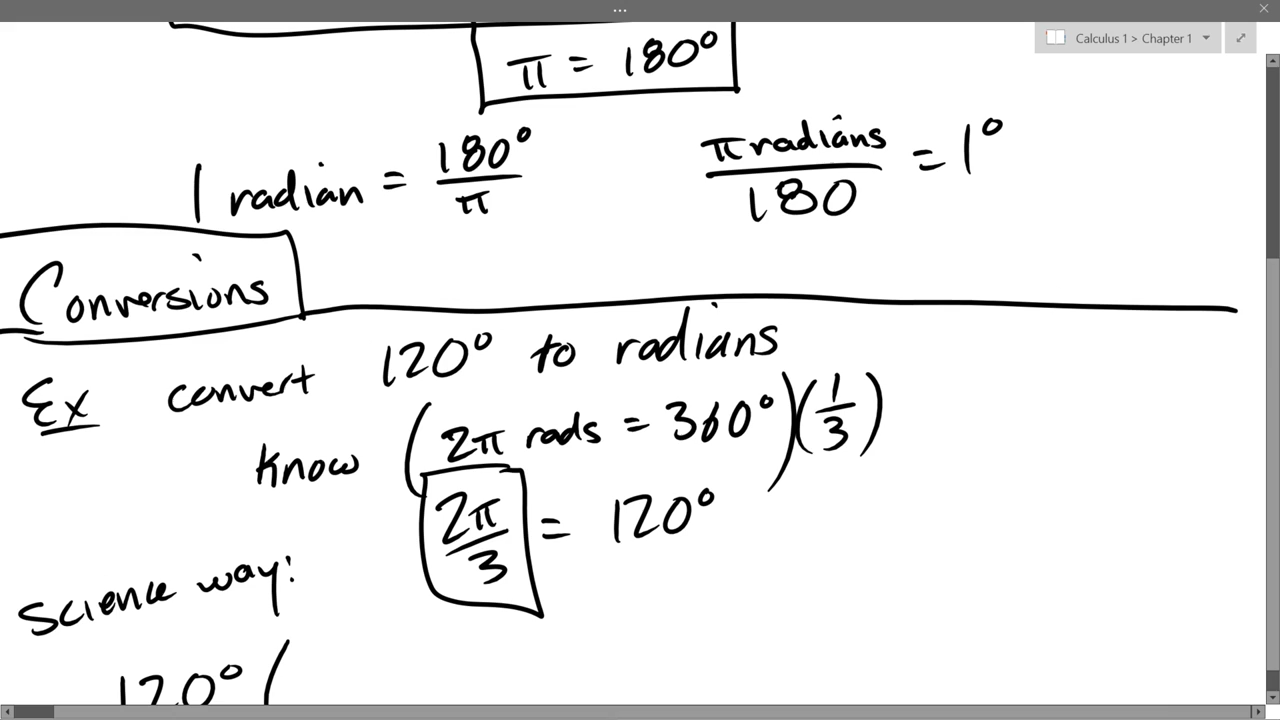 Calculus 1 > Chapter 1
π = 180°
1 radian = 180°/π
π radians/180 = 1°
Conversions
Ex convert 120° to radians
know (2π rads = 360°)(1/3)
2π/3 = 120°
Science way:
120° (